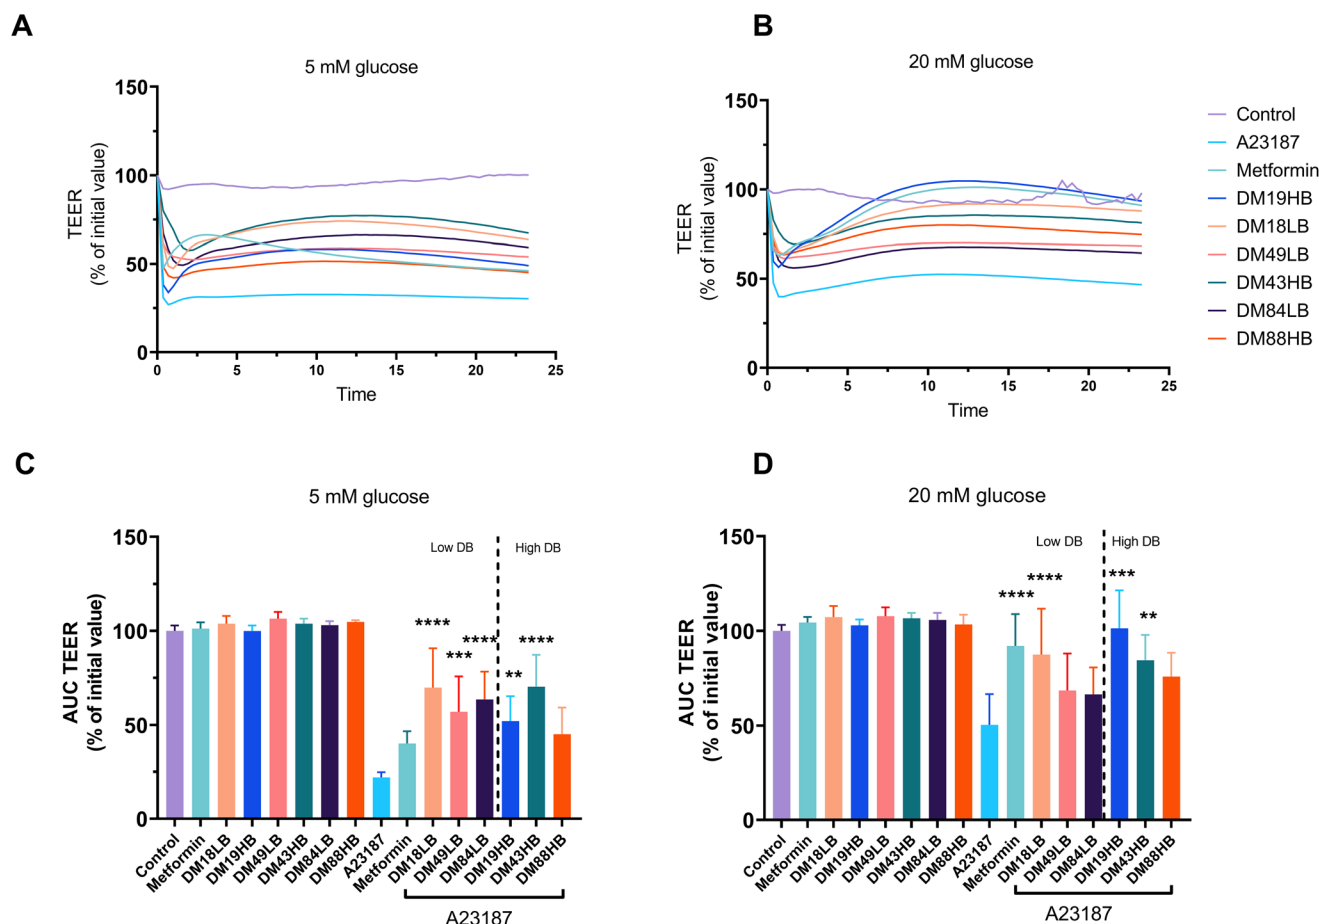 A
5 mM glucose
TEER
(% of initial value)
150
100
50
0
0 5 10 15 20 25
Time
B
20 mM glucose
TEER
(% of initial value)
150
100
50
0
0 5 10 15 20 25
Time
Control
A23187
Metformin
DM19HB
DM18LB
DM49LB
DM43HB
DM84LB
DM88HB
C
5 mM glucose
AUC TEER
(% of initial value)
150
100
50
0
Low DB
High DB
**** *** **** ** ****
Control
Metformin
DM18LB
DM19HB
DM49LB
DM43HB
DM84LB
DM88HB
A23187
Metformin
DM18LB
DM49LB
DM84LB
DM19HB
DM43HB
DM88HB
A23187
D
20 mM glucose
AUC TEER
(% of initial value)
150
100
50
0
Low DB
High DB
**** **** *** **
Control
Metformin
DM18LB
DM19HB
DM49LB
DM43HB
DM84LB
DM88HB
A23187
Metformin
DM18LB
DM49LB
DM84LB
DM19HB
DM43HB
DM88HB
A23187